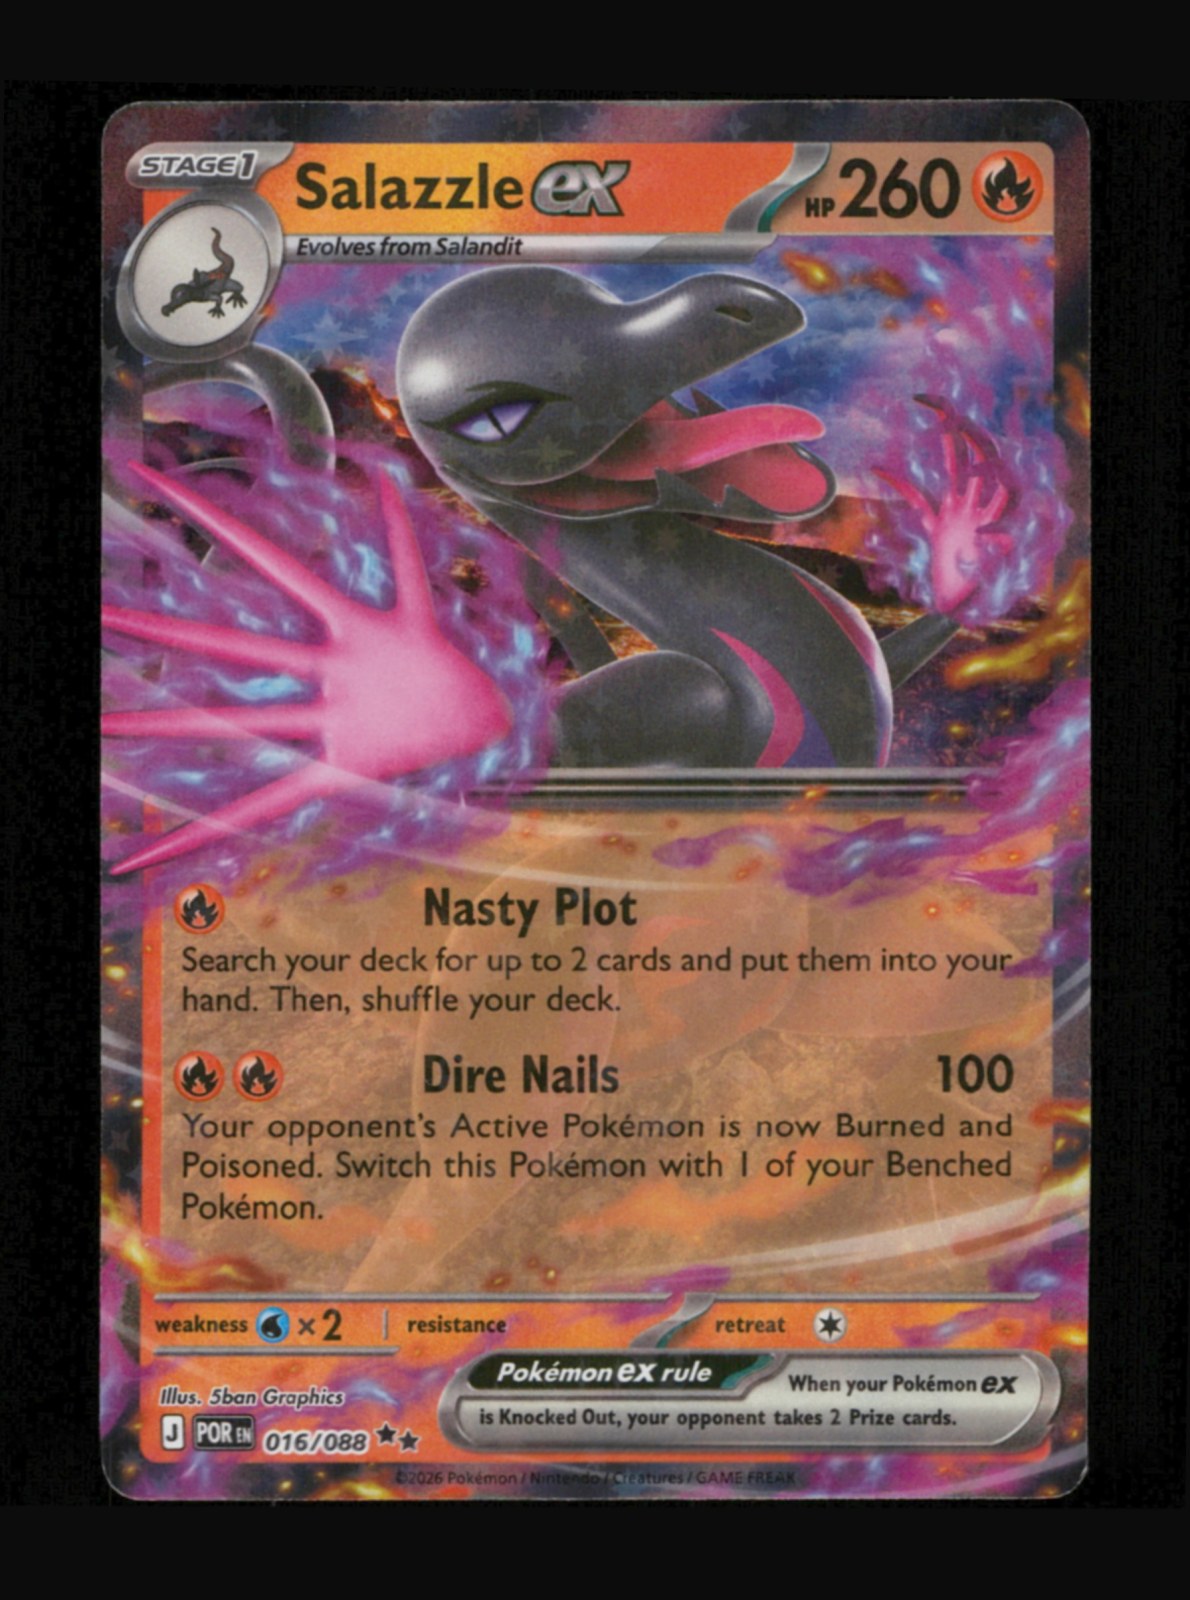 STAGE1
Salazzle ex
HP 260
Evolves from Salandit
Nasty Plot
Search your deck for up to 2 cards and put them into your
hand. Then, shuffle your deck.
Dire Nails 100
Your opponent's Active Pokémon is now Burned and
Poisoned. Switch this Pokémon with 1 of your Benched
Pokémon.
weakness ×2 resistance retreat
Pokémon ex rule
When your Pokémon ex
is Knocked Out, your opponent takes 2 Prize cards.
Illus. 5ban Graphics
J POR EN 016/088
©2026 Pokémon / Nintendo / Creatures / GAME FREAK